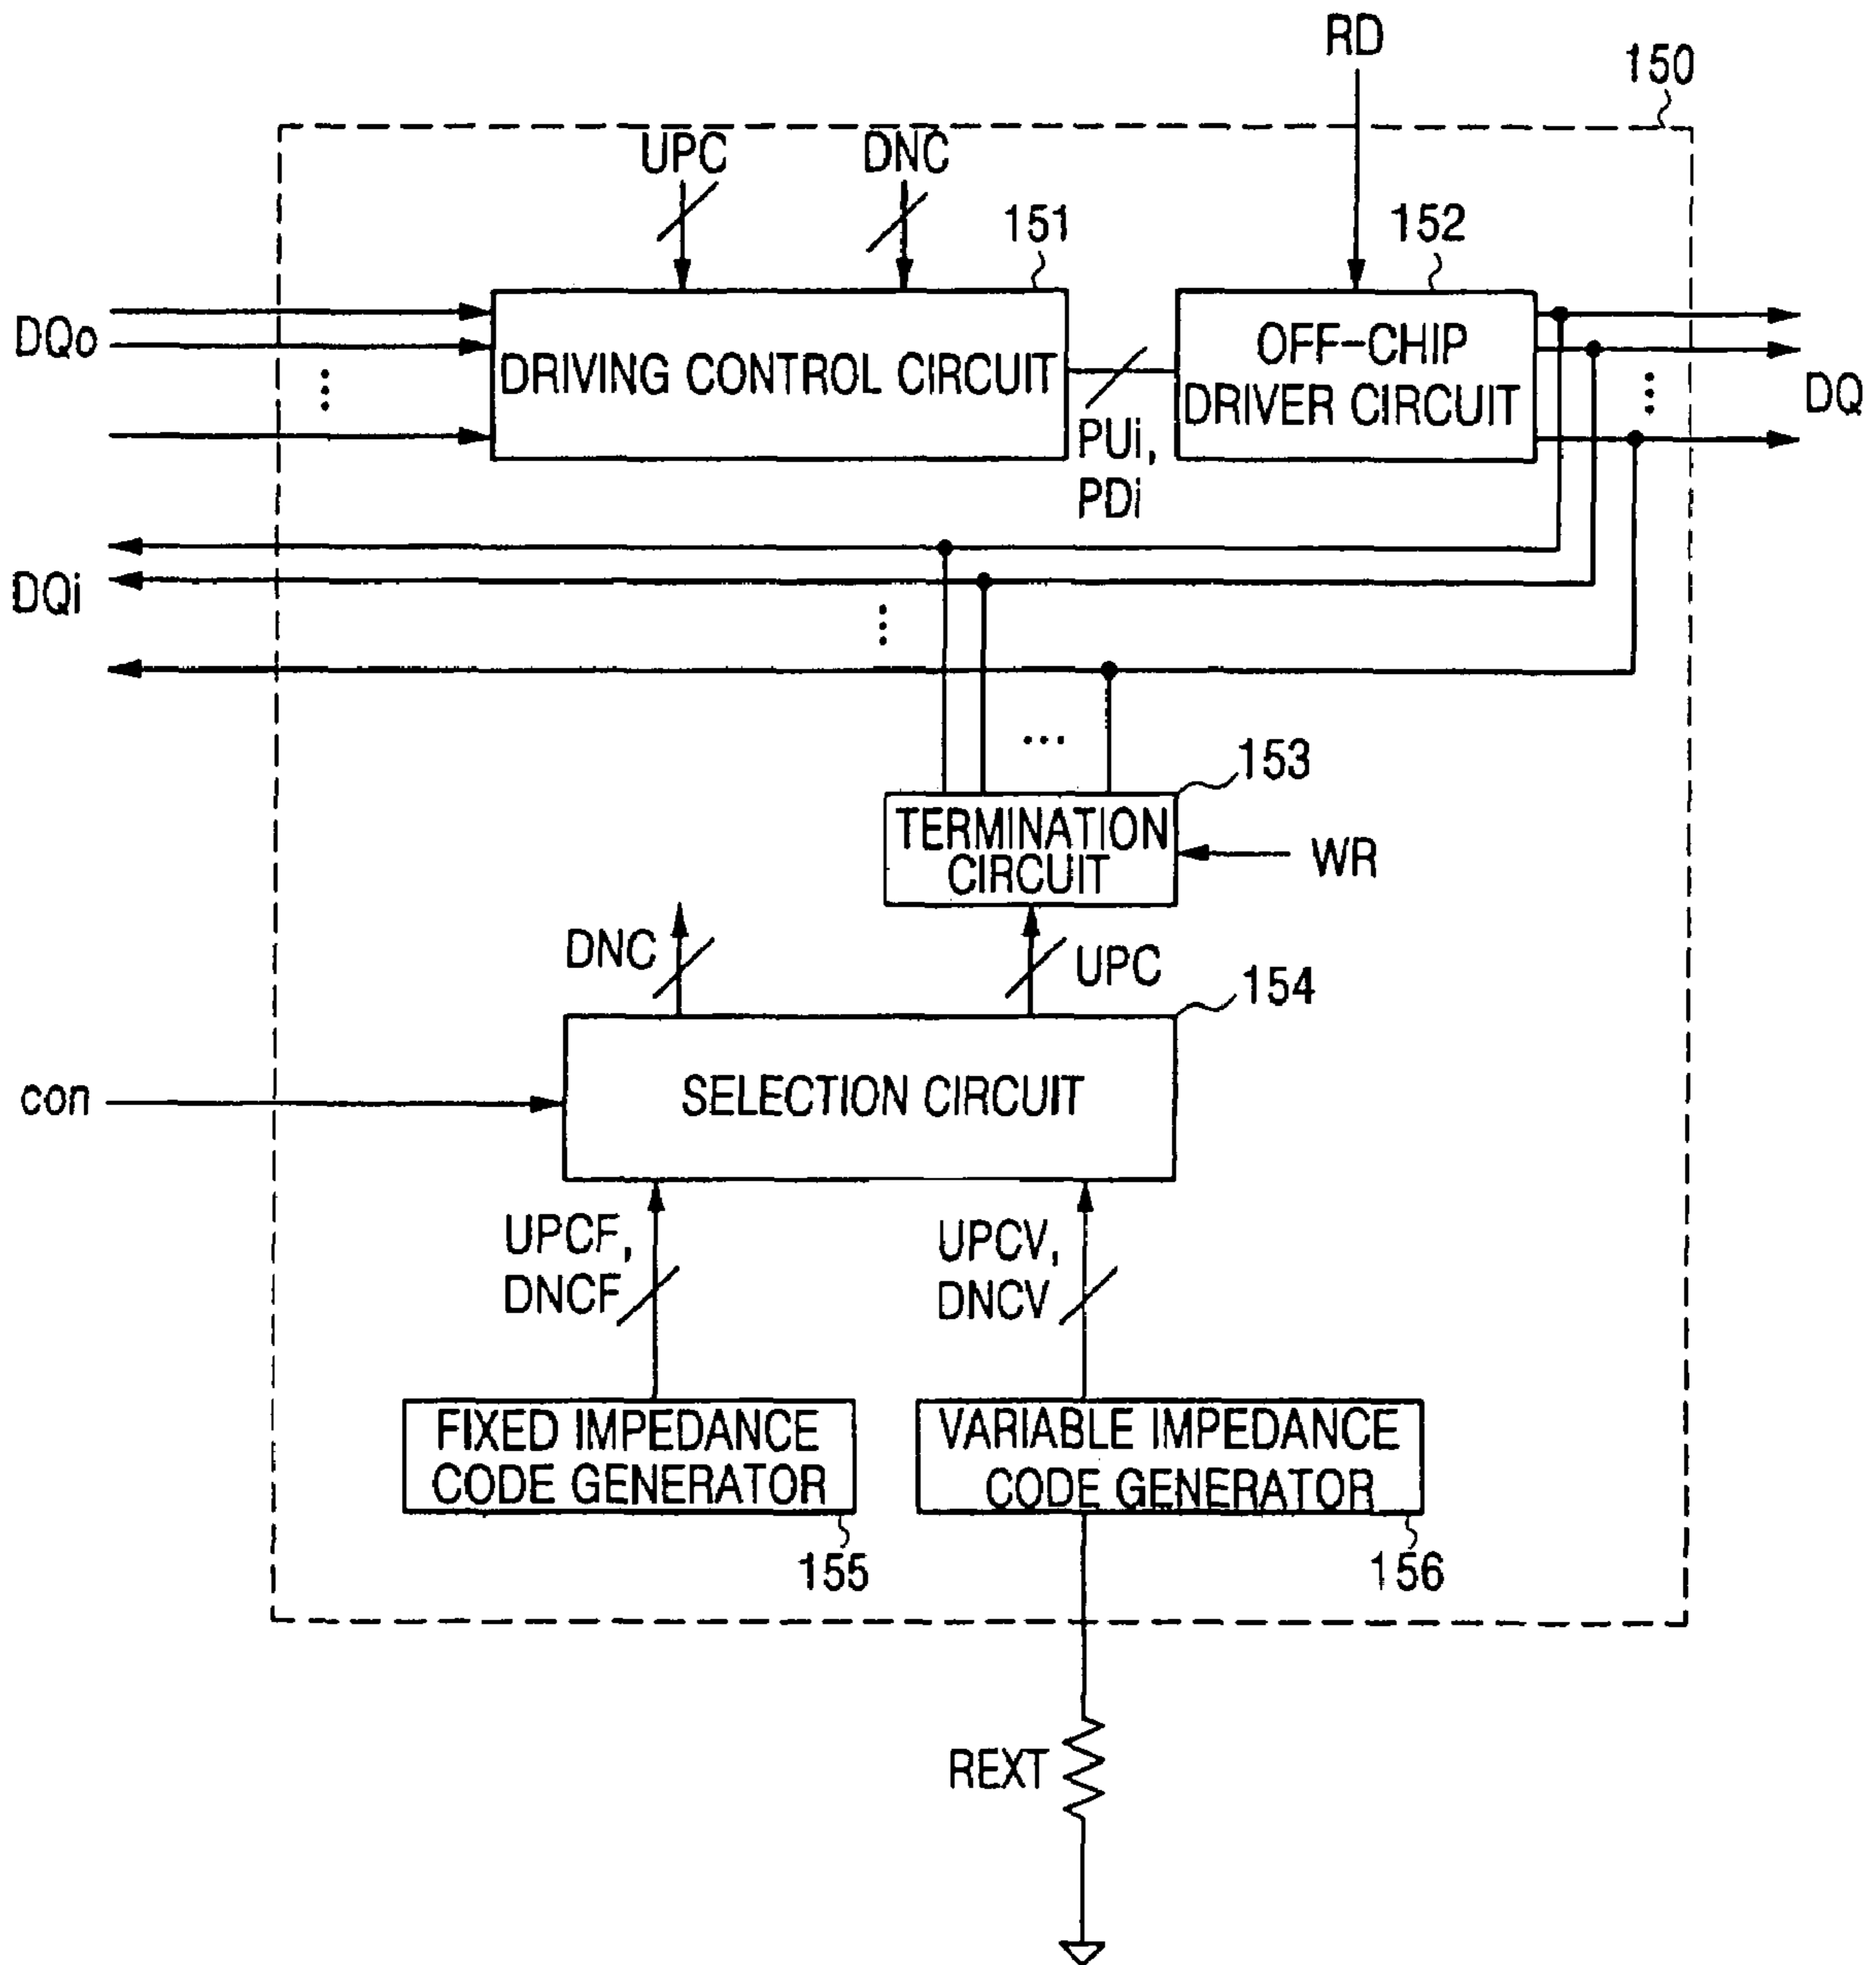 RD
150
UPC
DNC
151
152
DQo
DRIVING CONTROL CIRCUIT
OFF-CHIP
DRIVER CIRCUIT
DQ
PUi,
PDi
DQi
153
TERMINATION
CIRCUIT
WR
DNC
UPC
154
con
SELECTION CIRCUIT
UPCF,
DNCF
UPCV,
DNCV
FIXED IMPEDANCE
CODE GENERATOR
VARIABLE IMPEDANCE
CODE GENERATOR
155
156
REXT